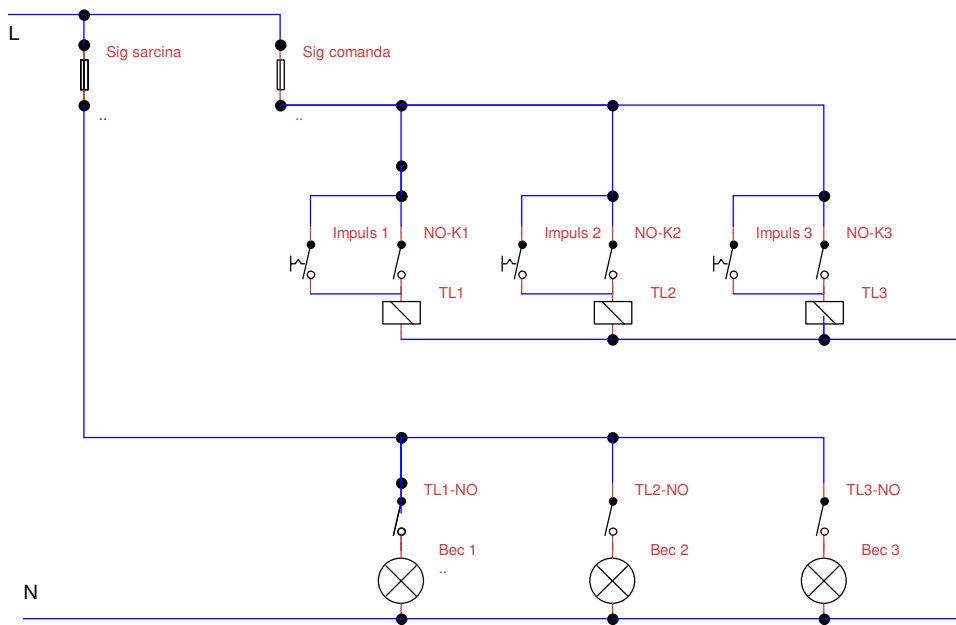 L
Sig sarcina
Sig comanda
..
..
Impuls 1
NO-K1
Impuls 2
NO-K2
Impuls 3
NO-K3
TL1
TL2
TL3
TL1-NO
TL2-NO
TL3-NO
Bec 1
Bec 2
Bec 3
..
N